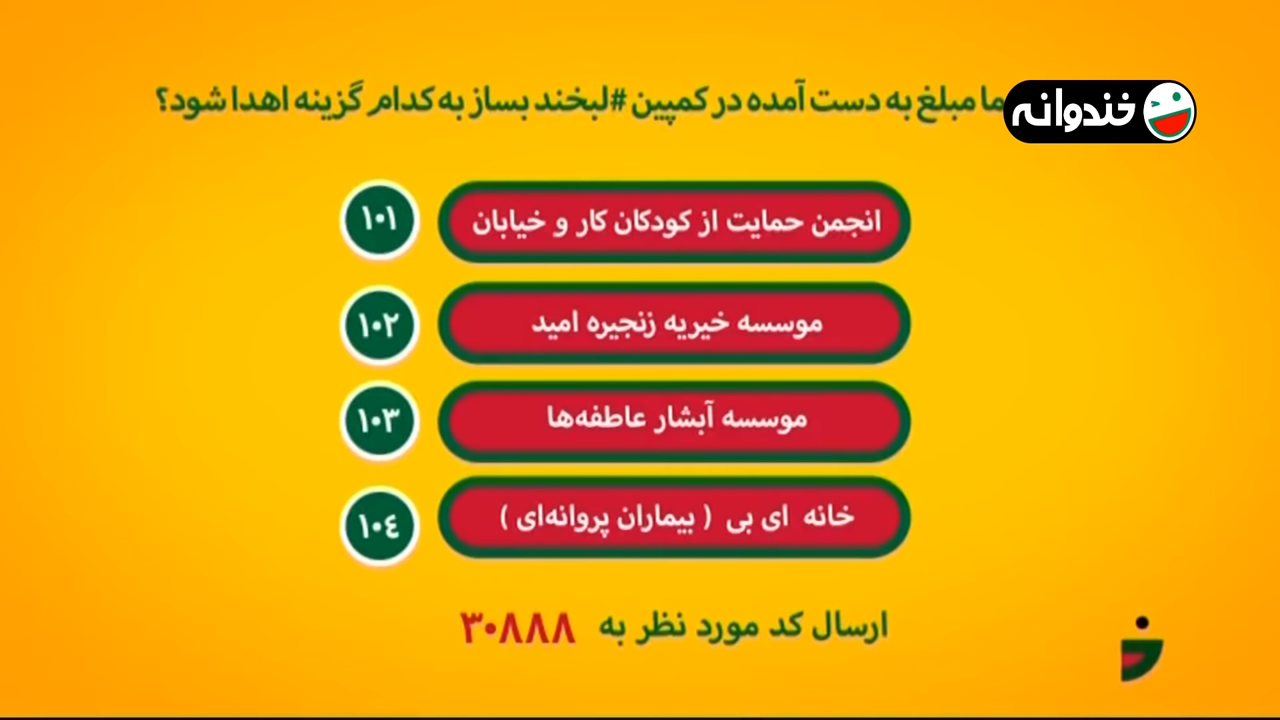 خندوانه
ما مبلغ به دست آمده در کمپین #لبخند بساز به کدام گزینه اهدا شود؟
انجمن حمایت از کودکان کار و خیابان ۱۰۱
موسسه خیریه زنجیره امید ۱۰۲
موسسه آبشار عاطفه‌ها ۱۰۳
خانه ای بی ( بیماران پروانه‌ای ) ۱۰٤
ارسال کد مورد نظر به ۳۰۸۸۸